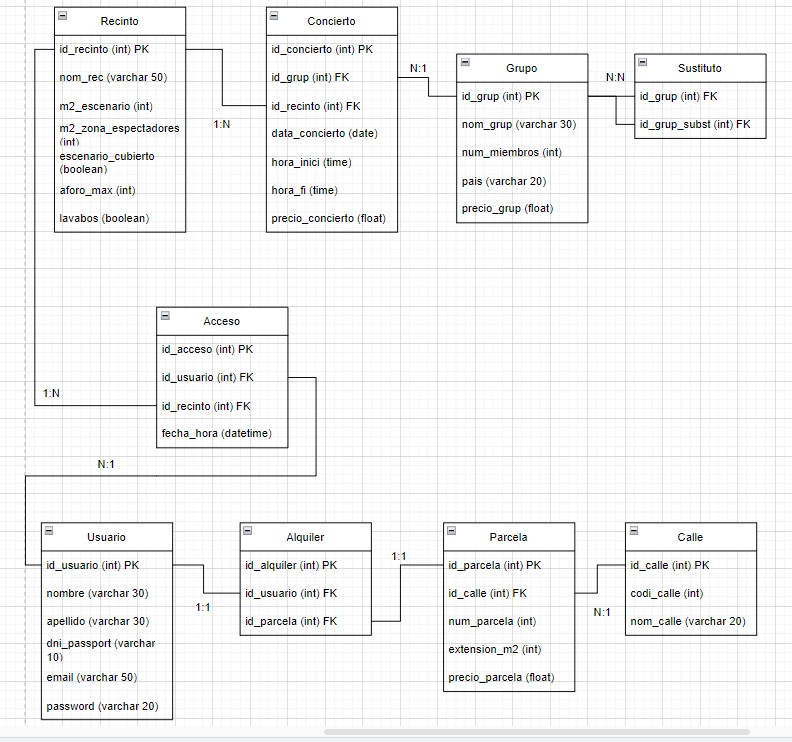 Recinto
id_recinto (int) PK
nom_rec (varchar 50)
m2_escenario (int)
m2_zona_espectadores
(int)
escenario_cubierto
(boolean)
aforo_max (int)
lavabos (boolean)
1:N
Concierto
id_concierto (int) PK
id_grup (int) FK
id_recinto (int) FK
data_concierto (date)
hora_inici (time)
hora_fi (time)
precio_concierto (float)
N:1
Grupo
id_grup (int) PK
nom_grup (varchar 30)
num_miembros (int)
pais (varchar 20)
precio_grup (float)
N:N
Sustituto
id_grup (int) FK
id_grup_subst (int) FK
Acceso
id_acceso (int) PK
id_usuario (int) FK
id_recinto (int) FK
fecha_hora (datetime)
1:N
N:1
Usuario
id_usuario (int) PK
nombre (varchar 30)
apellido (varchar 30)
dni_passport (varchar
10)
email (varchar 50)
password (varchar 20)
1:1
Alquiler
id_alquiler (int) PK
id_usuario (int) FK
id_parcela (int) FK
1:1
Parcela
id_parcela (int) PK
id_calle (int) FK
num_parcela (int)
extension_m2 (int)
precio_parcela (float)
N:1
Calle
id_calle (int) PK
codi_calle (int)
nom_calle (varchar 20)